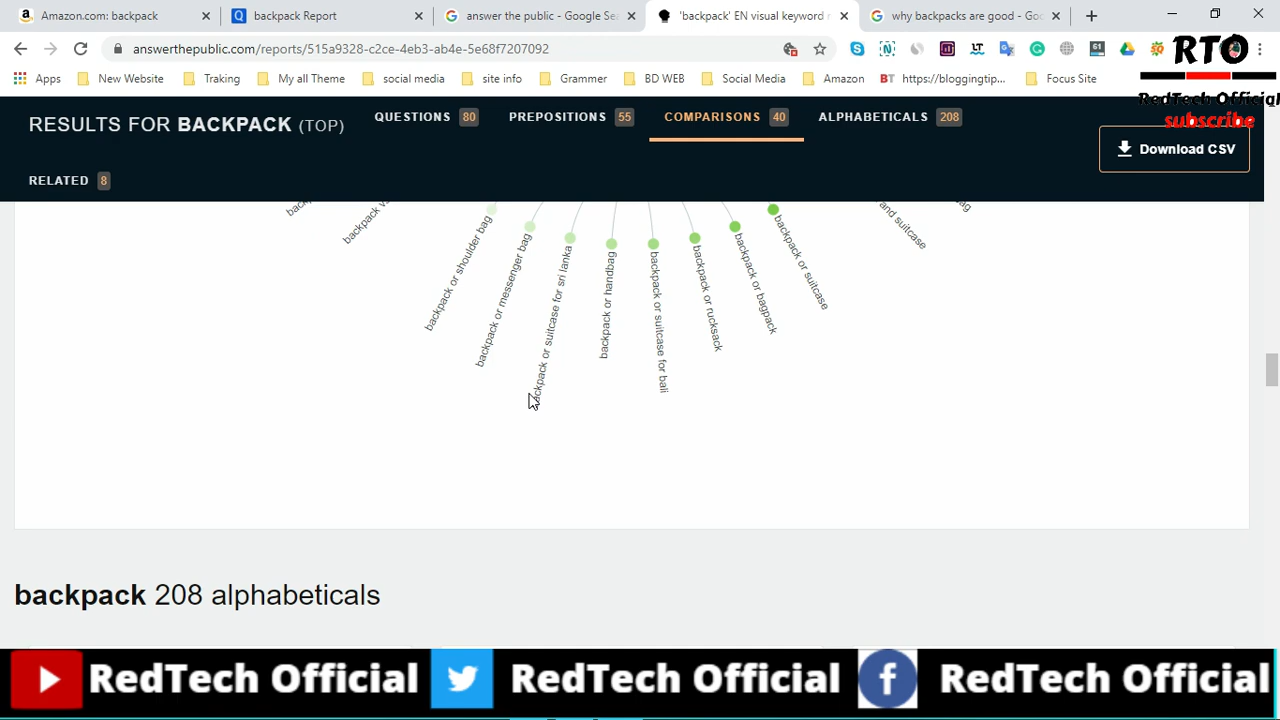 Amazon.com: backpack
backpack Report
answer the public - Google Sea
'backpack' EN visual keyword r
why backpacks are good - Goo
answerthepublic.com/reports/515a9328-c2ce-4eb3-ab4e-5e68f7207092
Apps
New Website
Traking
My all Theme
social media
site info
Grammer
BD WEB
Social Media
Amazon
https://bloggingtip...
Focus Site
RTO
RedTech Official
subscribe
RESULTS FOR BACKPACK (TOP)
QUESTIONS 80
PREPOSITIONS 55
COMPARISONS 40
ALPHABETICALS 208
Download CSV
RELATED 8
backpack or shoulder bag
backpack or messenger bag
backpack or suitcase for sri lanka
backpack or handbag
backpack or suitcase for bali
backpack or rucksack
backpack or bagpack
backpack or suitcase
and suitcase
backpack 208 alphabeticals
RedTech Official
RedTech Official
RedTech Official